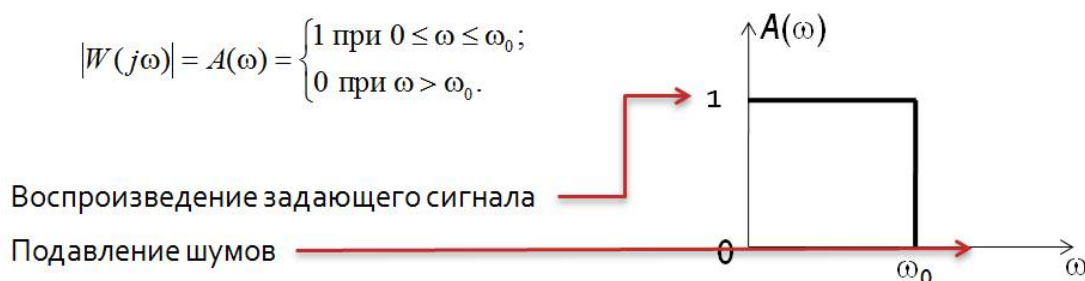 |W(jω)| = A(ω) = {1 при 0 ≤ ω ≤ ω₀;
0 при ω > ω₀.
A(ω)
1
Воспроизведение задающего сигнала
Подавление шумов
0
ω₀
ω